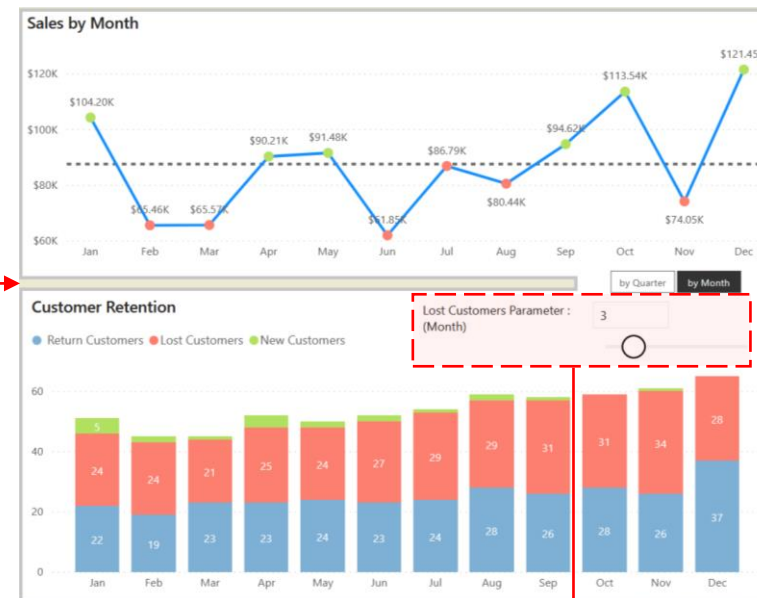 Sales by Month
$121.45
$120K
$113.54K
$104.20K
$100K
$94.62K
$90.21K
$91.48K
$86.79K
$80K
$80.44K
$65.46K
$65.57K
$61.85K
$74.05K
$60K
Jan Feb Mar Apr May Jun Jul Aug Sep Oct Nov Dec
by Quarter by Month
Customer Retention
Lost Customers Parameter : 3
(Month)
Return Customers Lost Customers New Customers
60
5
24 24 21 25 24 27 29 29 31 31 34 28
40
20
22 19 23 23 24 23 24 28 26 28 26 37
0
Jan Feb Mar Apr May Jun Jul Aug Sep Oct Nov Dec